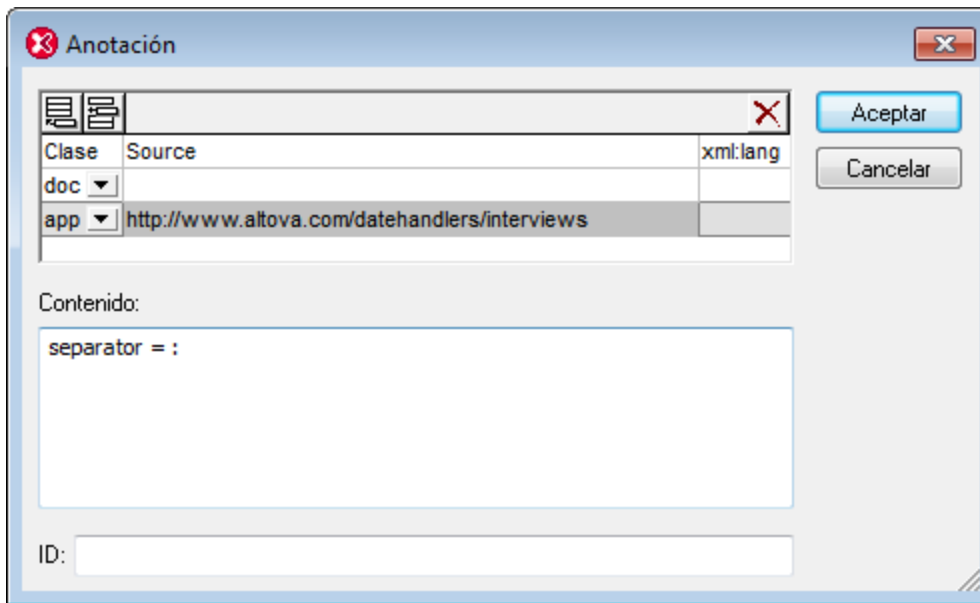 Anotación
Aceptar
Clase Source xml:lang
Cancelar
doc
app http://www.altova.com/datehandlers/interviews
Contenido:
separator = :
ID: